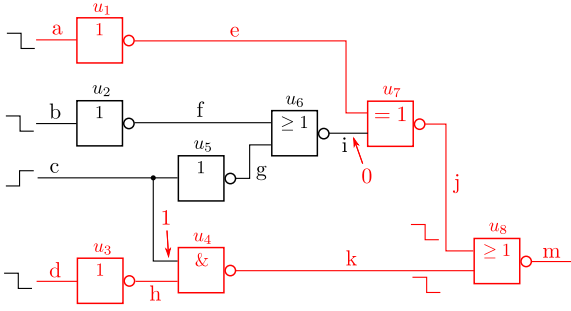 u₁
a
1
e
u₂
b
1
f
u₆
≥ 1
u₇
= 1
c
u₅
1
g
i
0
j
1
u₄
&
u₃
d
1
h
k
u₈
≥ 1
m